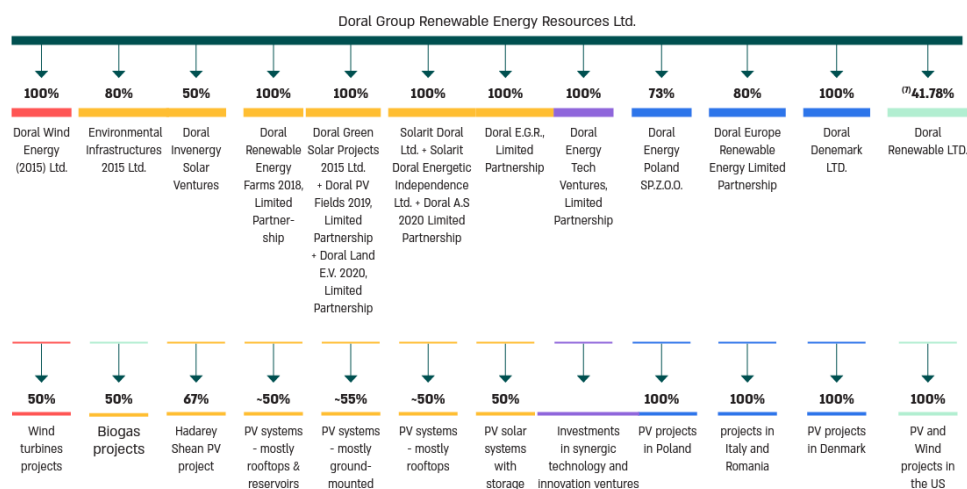 Doral Group Renewable Energy Resources Ltd.
100%
80%
50%
100%
100%
100%
100%
100%
73%
80%
100%
(7)41.78%
Doral Wind
Energy
(2015) Ltd.
Environmental
Infrastructures
2015 Ltd.
Doral
Invenergy
Solar
Ventures
Doral
Renewable
Energy
Farms 2018,
Limited
Partner-
ship
Doral Green
Solar Projects
2015 Ltd.
+ Doral PV
Fields 2019,
Limited
Partnership
+ Doral Land
E.V. 2020,
Limited
Partnership
Solarit Doral
Ltd. + Solarit
Doral Energetic
Independence
Ltd. + Doral A.S
2020 Limited
Partnership
Doral E.G.R.,
Limited
Partnership
Doral
Energy
Tech
Ventures,
Limited
Partnership
Doral
Energy
Poland
SP.Z.O.O.
Doral Europe
Renewable
Energy Limited
Partnership
Doral
Denemark
LTD.
Doral
Renewable LTD.
50%
50%
67%
~50%
~55%
~50%
50%
100%
100%
100%
100%
Wind
turbines
projects
Biogas
projects
Hadarey
Shean PV
project
PV systems
- mostly
rooftops &
reservoirs
PV systems
- mostly
ground-
mounted
PV systems
- mostly
rooftops
PV solar
systems
with
storage
Investments
in synergic
technology and
innovation ventures
PV projects
in Poland
projects in
Italy and
Romania
PV projects
in Denmark
PV and
Wind
projects in
the US